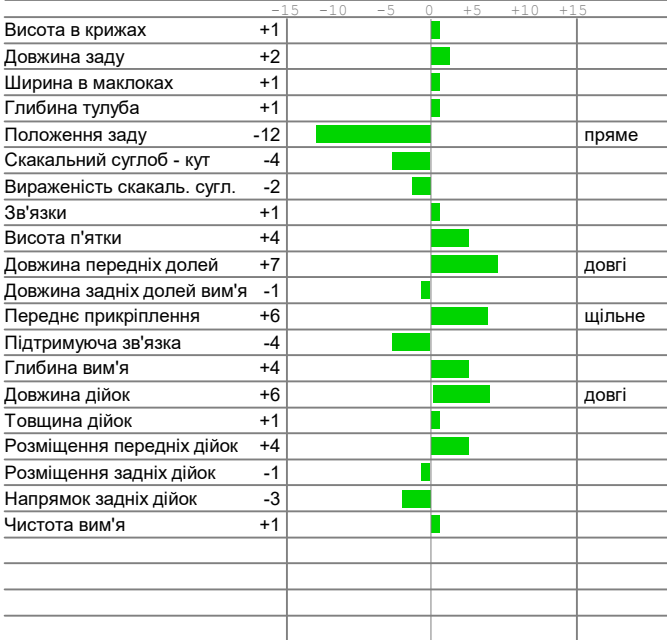 -15 -10 -5 0 +5 +10 +15
Висота в крижах +1
Довжина заду +2
Ширина в маклоках +1
Глибина тулуба +1
Положення заду -12 пряме
Скакальний суглоб - кут -4
Вираженість скакаль. сугл. -2
Зв'язки +1
Висота п'ятки +4
Довжина передніх долей +7 довгі
Довжина задніх долей вим'я -1
Переднє прикріплення +6 щільне
Підтримуюча зв'язка -4
Глибина вим'я +4
Довжина дійок +6 довгі
Товщина дійок +1
Розміщення передніх дійок +4
Розміщення задніх дійок -1
Напрямок задніх дійок -3
Чистота вим'я +1